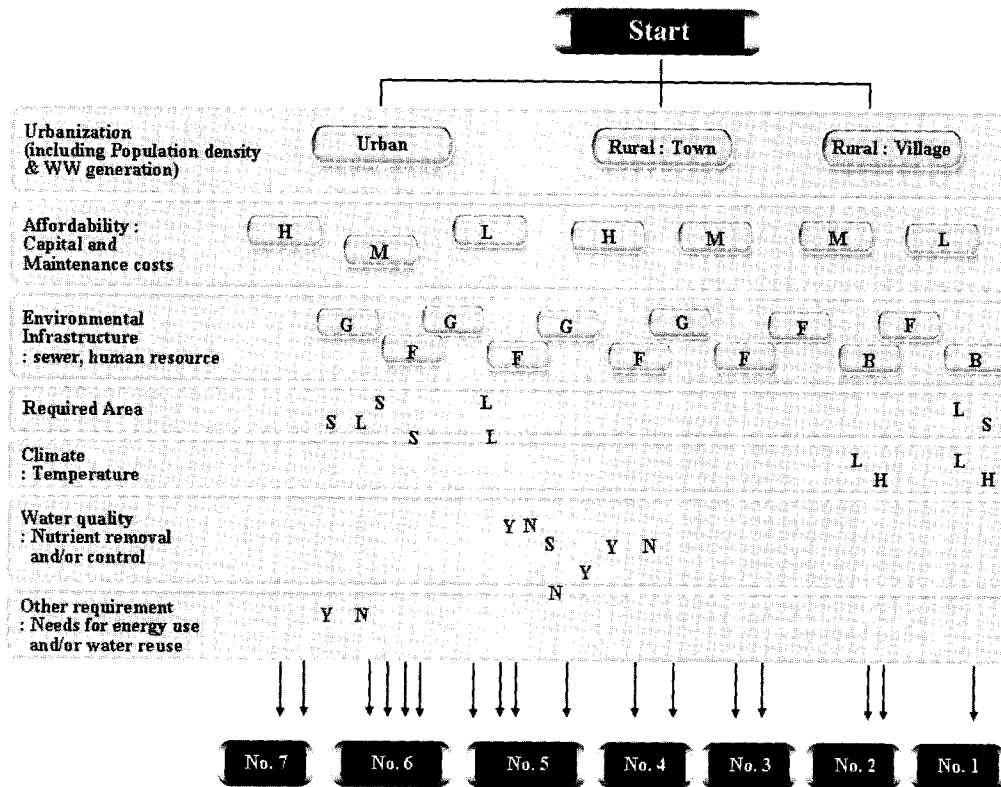 Start
Urbanization
(including Population density
& WW generation)
Urban
Rural : Town
Rural : Village
Affordability :
Capital and
Maintenance costs
H
M
L
H
M
M
L
Environmental
Infrastructure
: sewer, human resource
G
F
G
F
G
F
G
F
F
B
F
B
Required Area
S
L
S
S
L
L
L
S
Climate
: Temperature
L
H
L
H
Water quality
: Nutrient removal
and/or control
Y N
S
Y
N
Y
N
Other requirement
: Needs for energy use
and/or water reuse
Y
N
No. 7
No. 6
No. 5
No. 4
No. 3
No. 2
No. 1